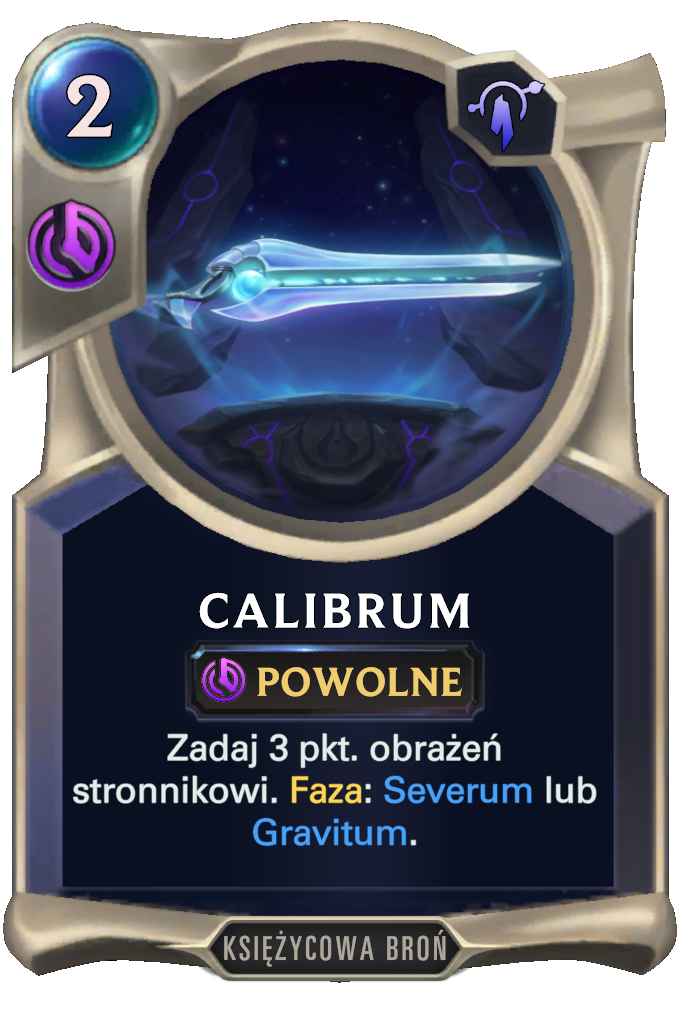 2
CALIBRUM
POWOLNE
Zadaj 3 pkt. obrażeń
stronnikowi. Faza: Severum lub
Gravitum.
KSIĘŻYCOWA BROŃ